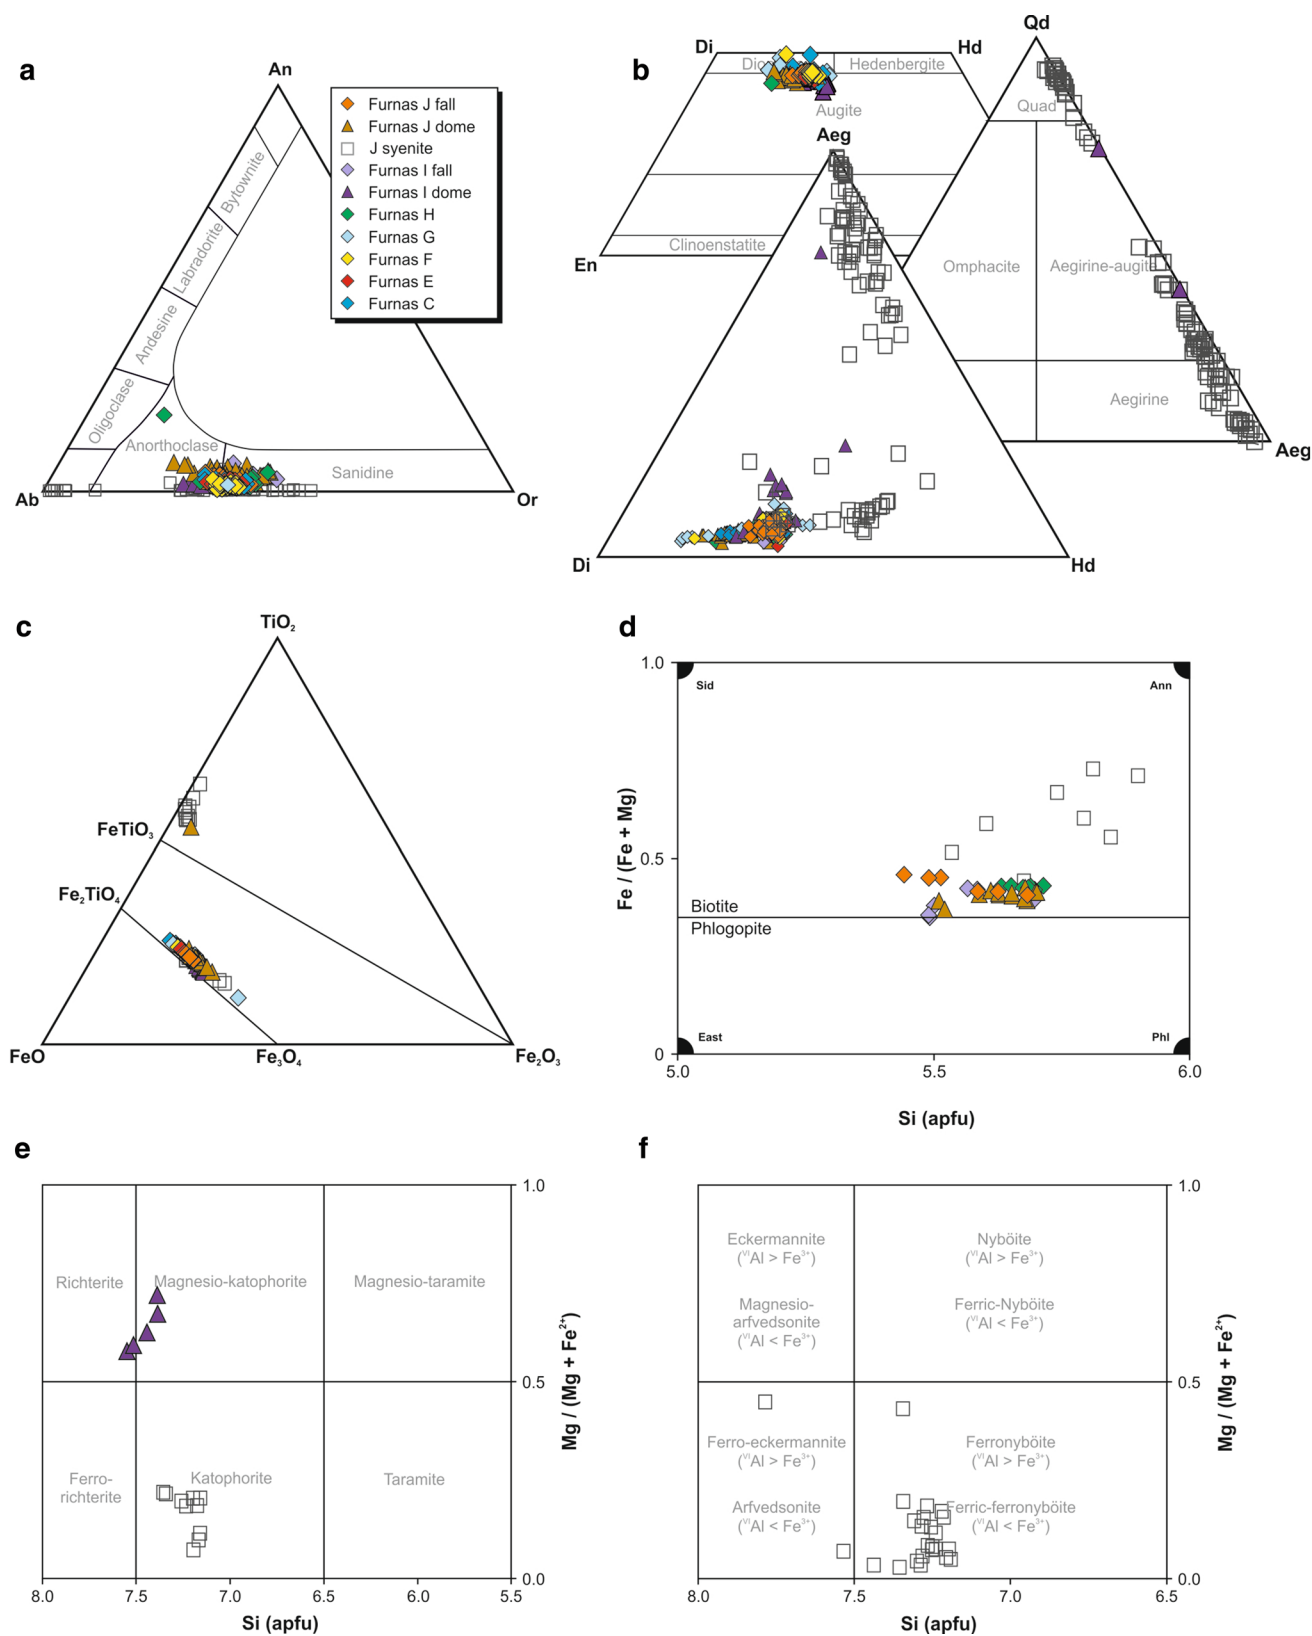 a
An
Furnas J fall
Furnas J dome
J syenite
Furnas I fall
Furnas I dome
Furnas H
Furnas G
Furnas F
Furnas E
Furnas C
Bytownite
Labradorite
Andesine
Oligoclase
Anorthoclase
Sanidine
Ab
Or
b
Di
Hd
Hedenbergite
Augite
Clinoenstatite
En
Qd
Quad
Omphacite
Aegirine-augite
Aegirine
Aeg
Aeg
Di
Hd
c
TiO₂
FeTiO₃
Fe₂TiO₄
FeO
Fe₃O₄
Fe₂O₃
d
1.0
Sid
Ann
Fe / (Fe + Mg)
0.5
Biotite
Phlogopite
East
Phl
0
5.0
5.5
6.0
Si (apfu)
e
1.0
Richterite
Magnesio-katophorite
Magnesio-taramite
Mg / (Mg + Fe²⁺)
0.5
Ferro-
richterite
Katophorite
Taramite
0.0
8.0
7.5
7.0
6.5
6.0
5.5
Si (apfu)
f
1.0
Eckermannite
(ⱽᴵAl > Fe³⁺)
Nyböite
(ⱽᴵAl > Fe³⁺)
Magnesio-
arfvedsonite
(ⱽᴵAl < Fe³⁺)
Ferric-Nyböite
(ⱽᴵAl < Fe³⁺)
Mg / (Mg + Fe²⁺)
0.5
Ferro-eckermannite
(ⱽᴵAl > Fe³⁺)
Ferronyböite
(ⱽᴵAl > Fe³⁺)
Arfvedsonite
(ⱽᴵAl < Fe³⁺)
Ferric-ferronyböite
(ⱽᴵAl < Fe³⁺)
0.0
8.0
7.5
7.0
6.5
Si (apfu)